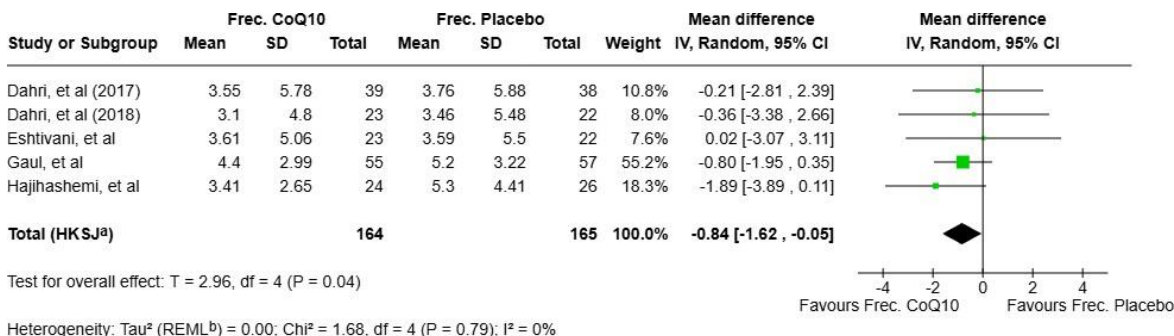 Frec. CoQ10 Frec. Placebo Mean difference Mean difference
Study or Subgroup Mean SD Total Mean SD Total Weight IV, Random, 95% CI IV, Random, 95% CI
Dahri, et al (2017) 3.55 5.78 39 3.76 5.88 38 10.8% -0.21 [-2.81 , 2.39]
Dahri, et al (2018) 3.1 4.8 23 3.46 5.48 22 8.0% -0.36 [-3.38 , 2.66]
Eshtivani, et al 3.61 5.06 23 3.59 5.5 22 7.6% 0.02 [-3.07 , 3.11]
Gaul, et al 4.4 2.99 55 5.2 3.22 57 55.2% -0.80 [-1.95 , 0.35]
Hajihashemi, et al 3.41 2.65 24 5.3 4.41 26 18.3% -1.89 [-3.89 , 0.11]
Total (HKSJª) 164 165 100.0% -0.84 [-1.62 , -0.05]
Test for overall effect: T = 2.96, df = 4 (P = 0.04)
-4 -2 0 2 4
Favours Frec. CoQ10 Favours Frec. Placebo
Heterogeneity: Tau² (REMLᵇ) = 0.00; Chi² = 1.68, df = 4 (P = 0.79); I² = 0%